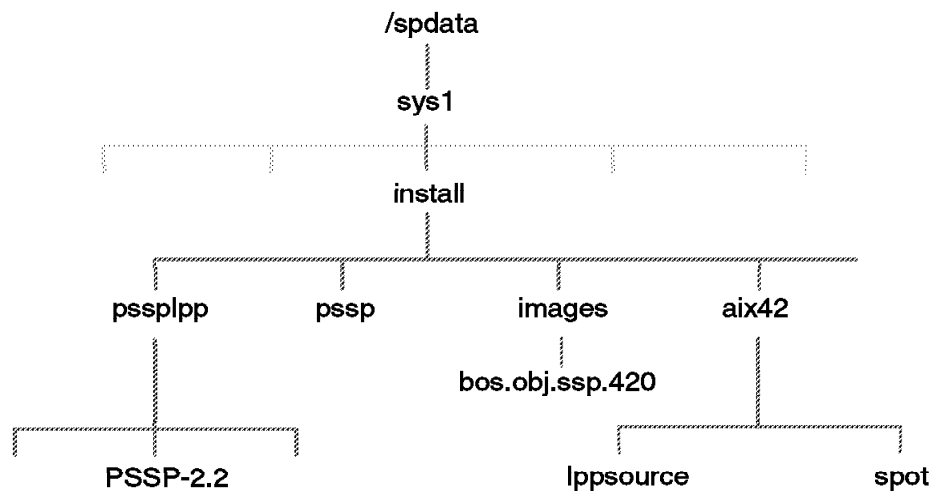 /spdata
sys1
install
pssplpp pssp images aix42
bos.obj.ssp.420
PSSP-2.2 lppsource spot